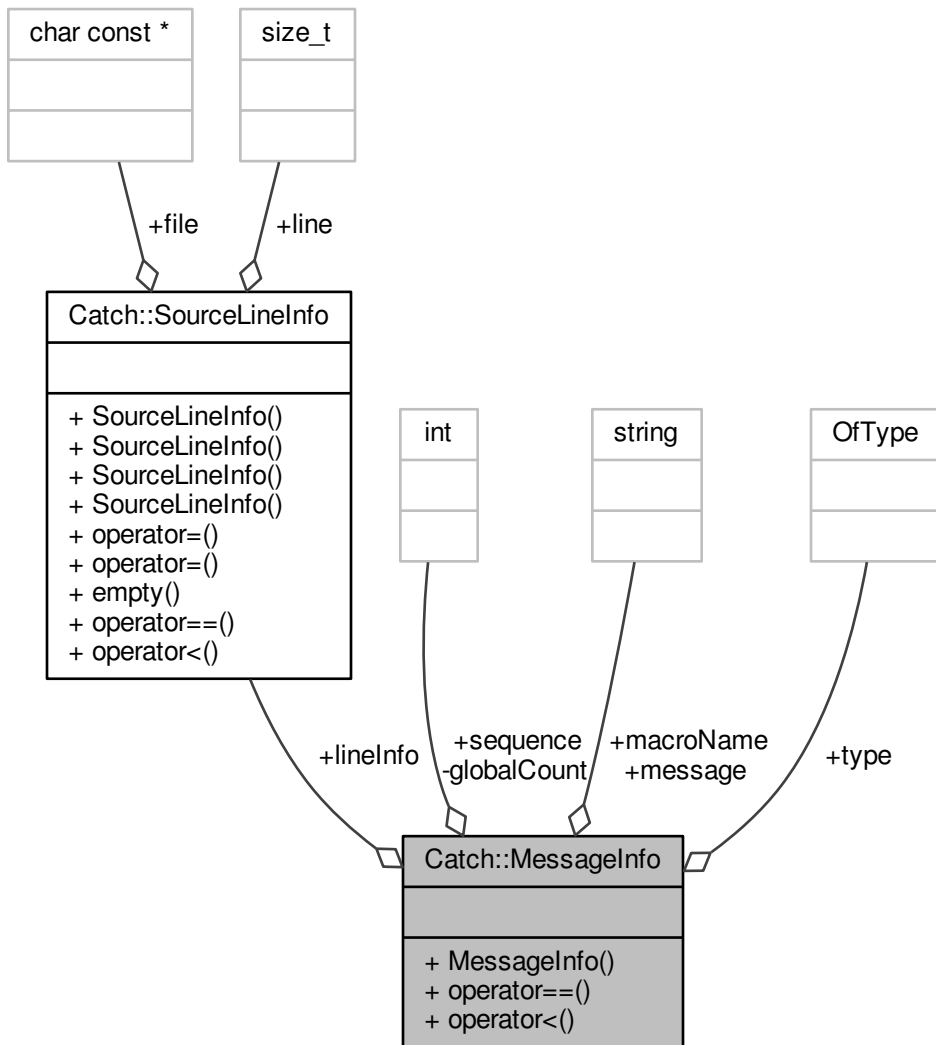 char const *
size_t
+file
+line
Catch::SourceLineInfo
+ SourceLineInfo()
+ SourceLineInfo()
+ SourceLineInfo()
+ SourceLineInfo()
+ operator=()
+ operator=()
+ empty()
+ operator==()
+ operator<()
int
string
OfType
+lineInfo
+sequence
-globalCount
+macroName
+message
+type
Catch::MessageInfo
+ MessageInfo()
+ operator==()
+ operator<()